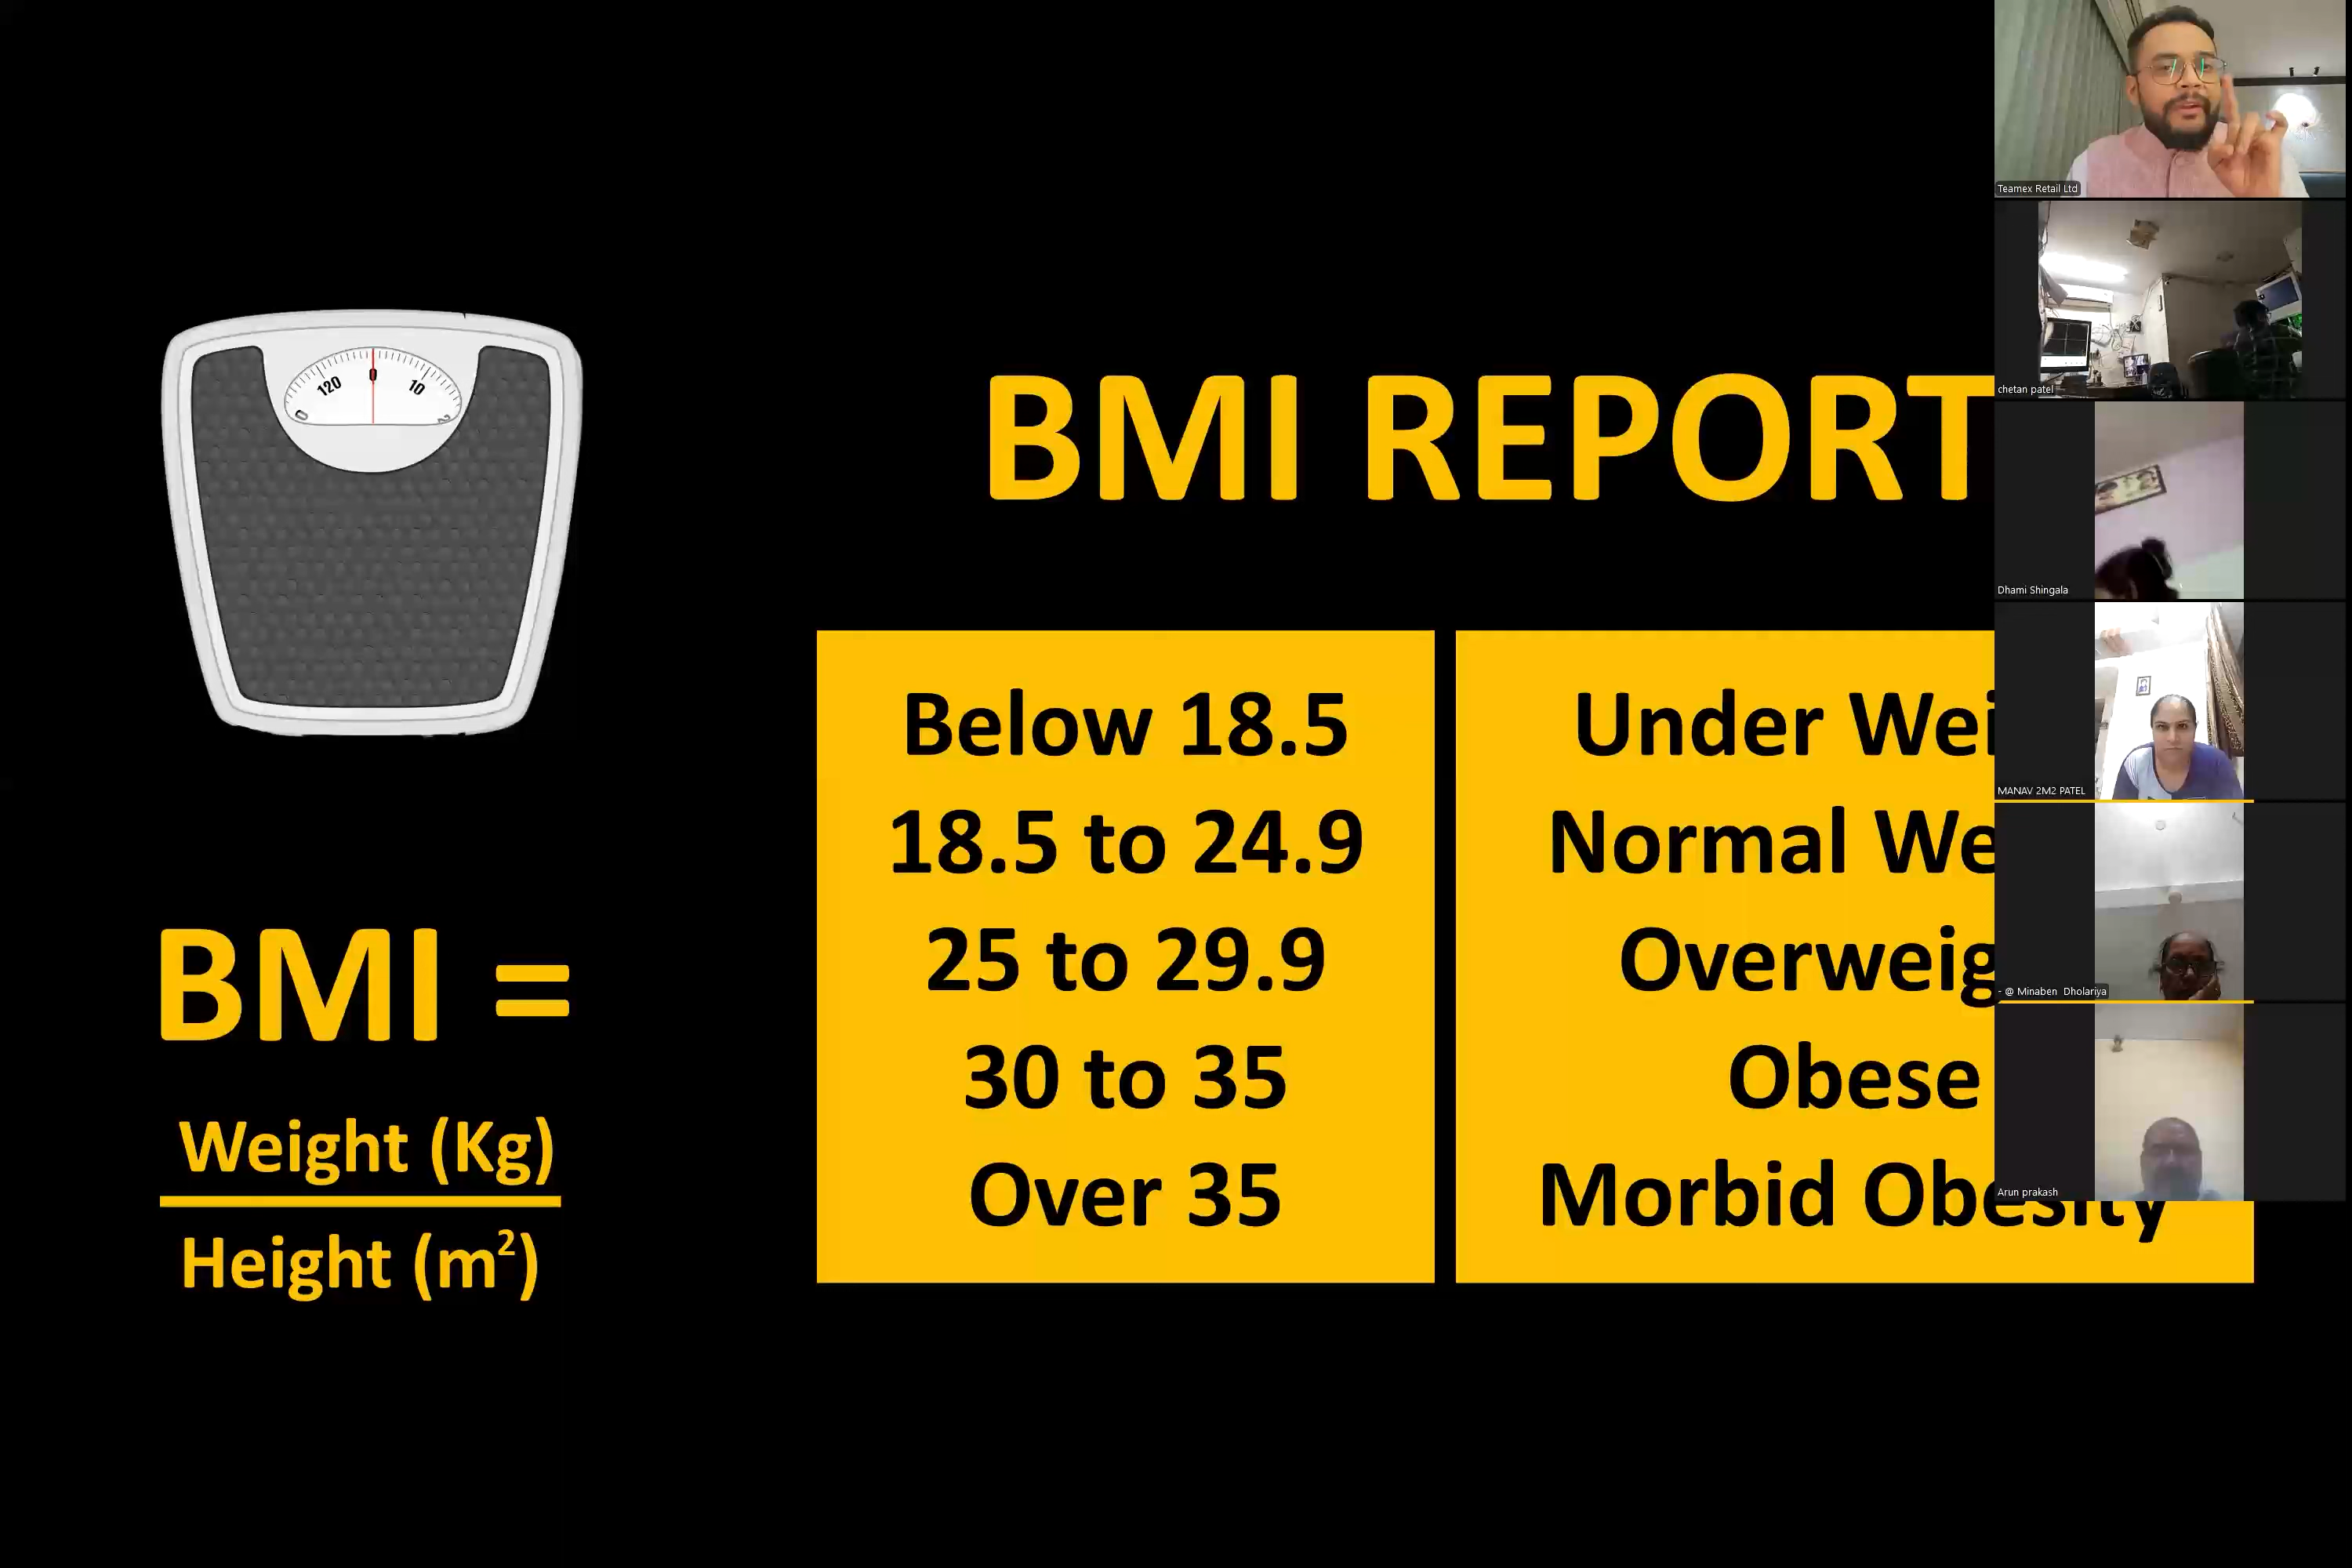 BMI REPORT
120 0 10
BMI =
Weight (Kg)
Height (m²)
Below 18.5
18.5 to 24.9
25 to 29.9
30 to 35
Over 35
Under Wei
Normal We
Overweig
Obese
Morbid Obesity
Teamex Retail Ltd
chetan patel
Dhami Shingala
MANAV 2M2 PATEL
- @ Minaben Dholariya
Arun prakash